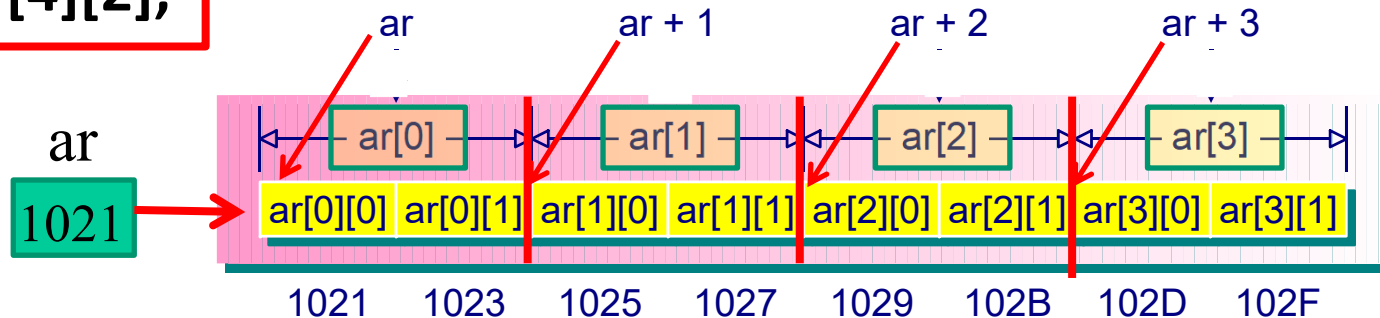 [4][2];
ar ar + 1 ar + 2 ar + 3
ar
1021
ar[0] ar[1] ar[2] ar[3]
ar[0][0] ar[0][1] ar[1][0] ar[1][1] ar[2][0] ar[2][1] ar[3][0] ar[3][1]
1021 1023 1025 1027 1029 102B 102D 102F